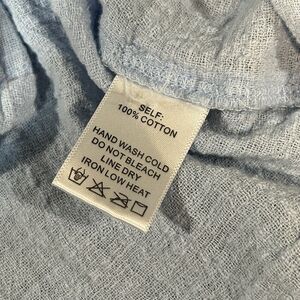 SELF:
100% COTTON
HAND WASH COLD
DO NOT BLEACH
LINE DRY
IRON LOW HEAT